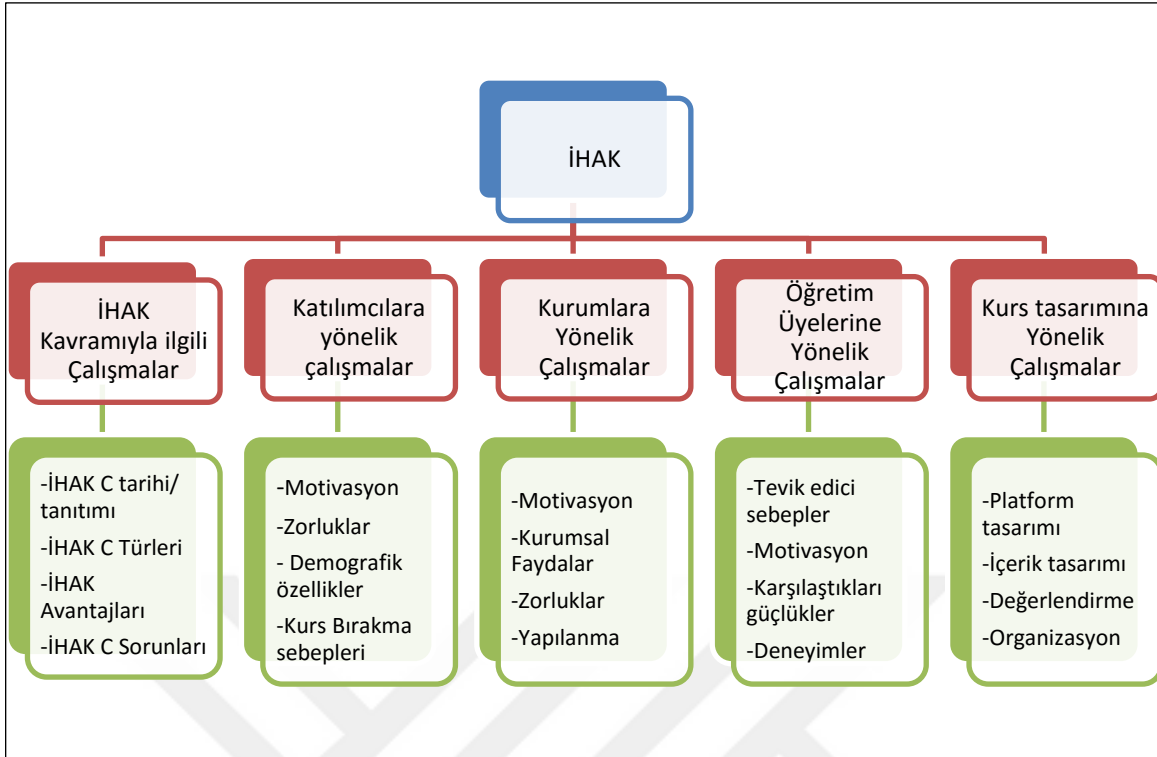 İHAK
İHAK
Kavramıyla ilgili
Çalışmalar
Katılımcılara
yönelik
çalışmalar
Kurumlara
Yönelik
Çalışmalar
Öğretim
Üyelerine
Yönelik
Çalışmalar
Kurs tasarımına
Yönelik
Çalışmalar
-İHAK C tarihi/
tanıtımı
-İHAK C Türleri
-İHAK
Avantajları
-İHAK C Sorunları
-Motivasyon
-Zorluklar
- Demografik
özellikler
-Kurs Bırakma
sebepleri
-Motivasyon
-Kurumsal
Faydalar
-Zorluklar
-Yapılanma
-Tevik edici
sebepler
-Motivasyon
-Karşılaştıkları
güçlükler
-Deneyimler
-Platform
tasarımı
-İçerik tasarımı
-Değerlendirme
-Organizasyon